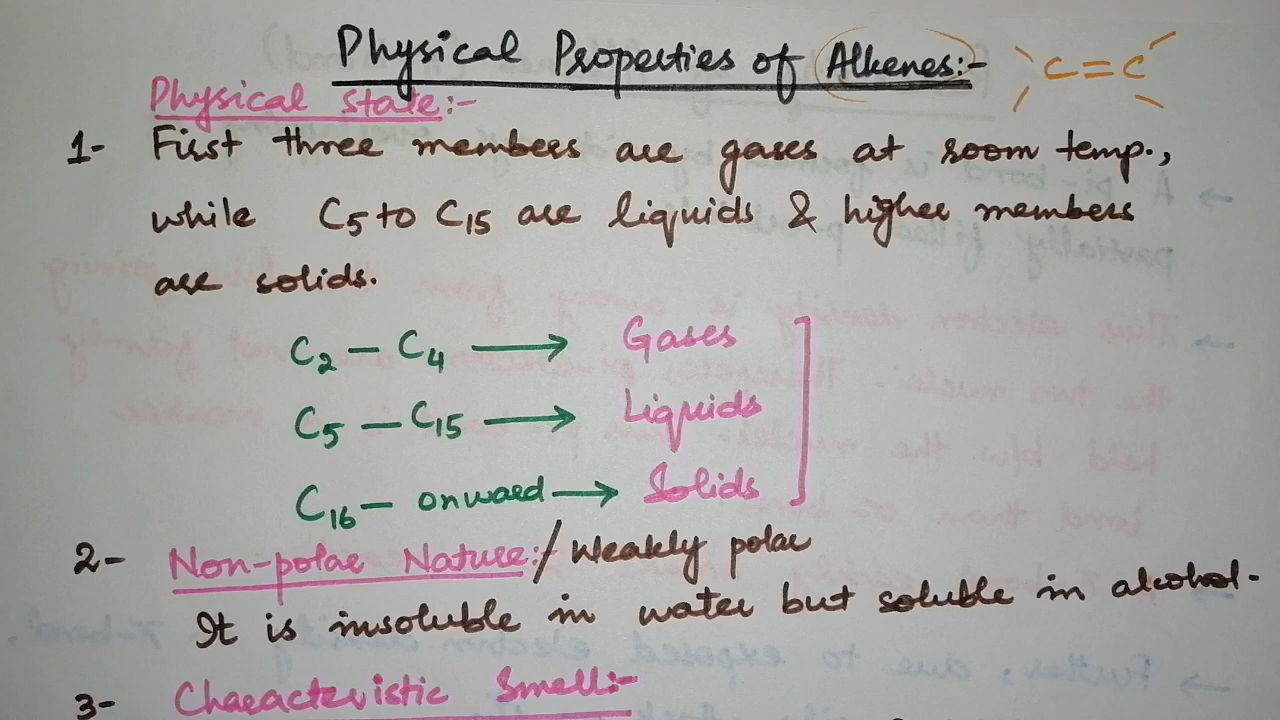 Physical Properties of Alkenes:-
C=C
Physical state:-
1- First three members are gases at room temp.,
while C5 to C15 are liquids & higher members
are solids.
C2 – C4 → Gases
C5 – C15 → Liquids
C16 – onward → Solids
2- Non-polar Nature:-/ Weakly polar
It is insoluble in water but soluble in alcohol.
3- Characteristic Smell:-